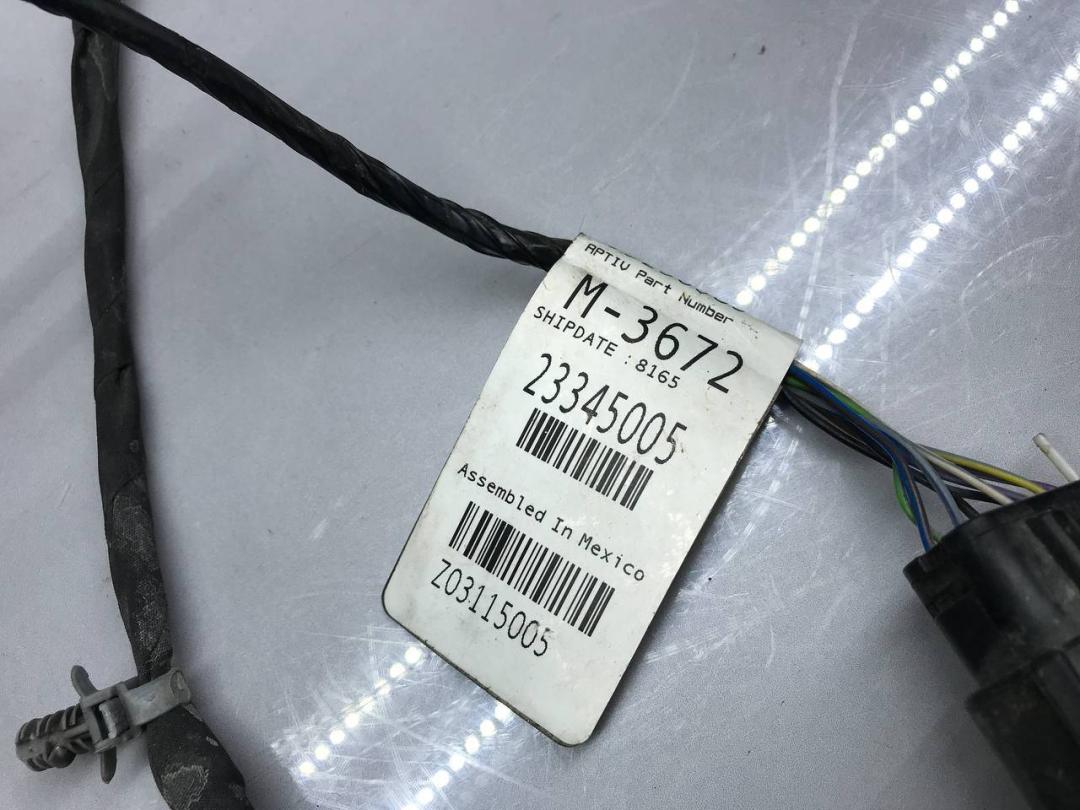 APTIV Part Number
M-3672
SHIPDATE : 8165
23345005
Assembled In Mexico
Z03115005